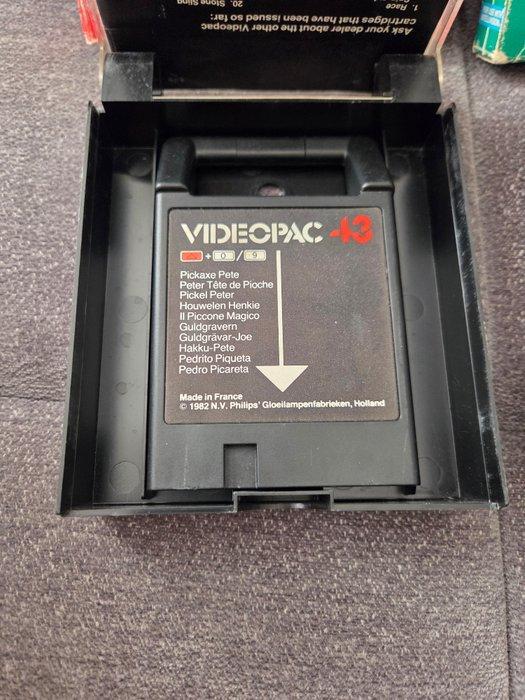 Ask your dealer about the other Videopac
cartridges that have been issued so far:
1. Race
20. Stone Sling
VIDEOPAC 43
+ 0 / 9
Pickaxe Pete
Peter Tête de Pioche
Pickel Peter
Houwelen Henkie
Il Piccone Magico
Guldgravern
Guldgrävar-Joe
Hakku-Pete
Pedrito Piqueta
Pedro Picareta
Made in France
© 1982 N.V. Philips' Gloeilampenfabrieken, Holland